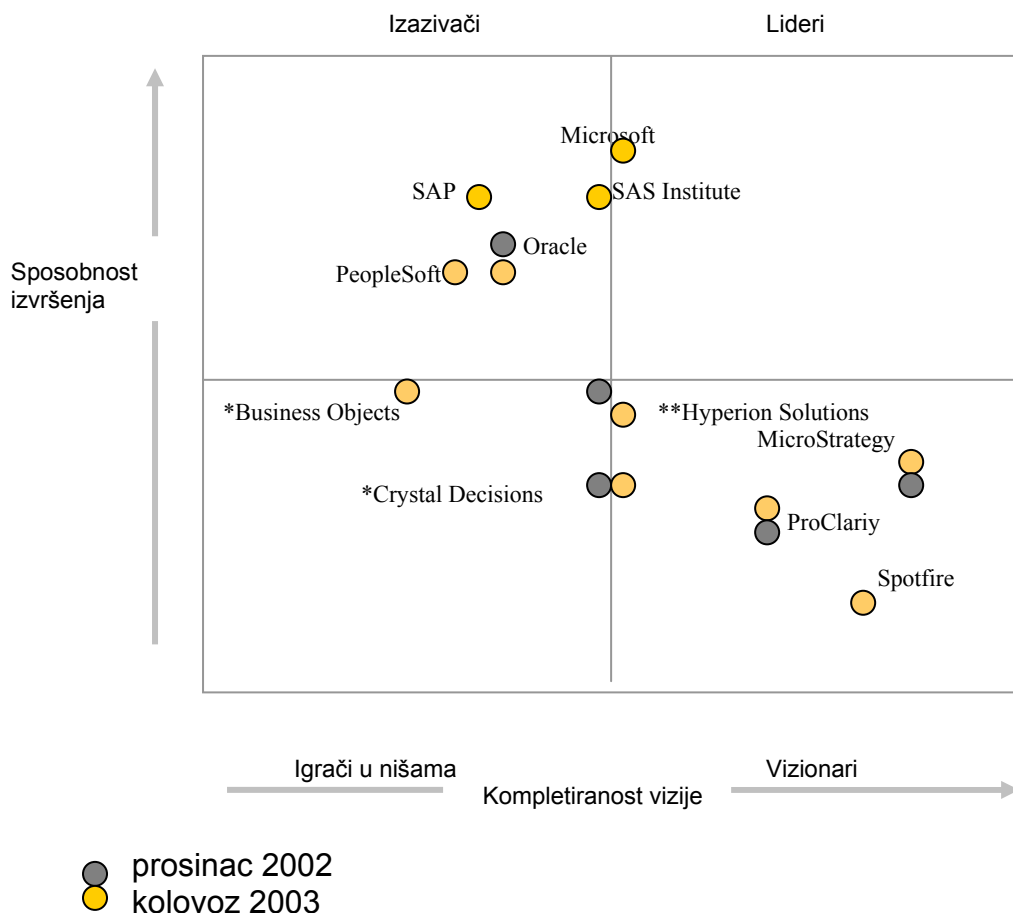 Izazivači
Lideri
Microsoft
SAP
SAS Institute
Oracle
Sposobnost
izvršenja
PeopleSoft
*Business Objects
**Hyperion Solutions
MicroStrategy
*Crystal Decisions
ProClariy
Spotfire
Igrači u nišama
Vizionari
Kompletiranost vizije
prosinac 2002
kolovoz 2003